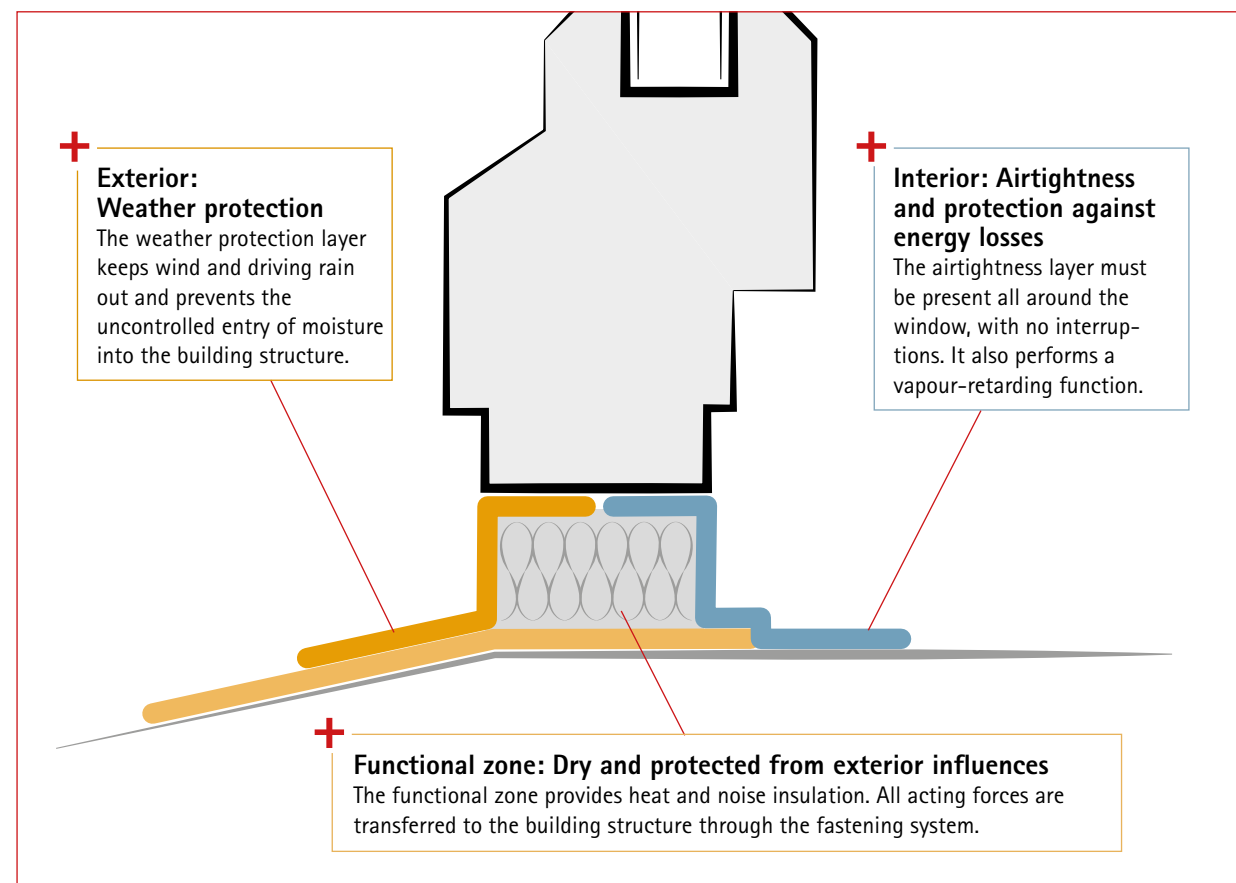 Exterior:
Weather protection
The weather protection layer
keeps wind and driving rain
out and prevents the
uncontrolled entry of moisture
into the building structure.
Interior: Airtightness
and protection against
energy losses
The airtightness layer must
be present all around the
window, with no interrup-
tions. It also performs a
vapour-retarding function.
Functional zone: Dry and protected from exterior influences
The functional zone provides heat and noise insulation. All acting forces are
transferred to the building structure through the fastening system.